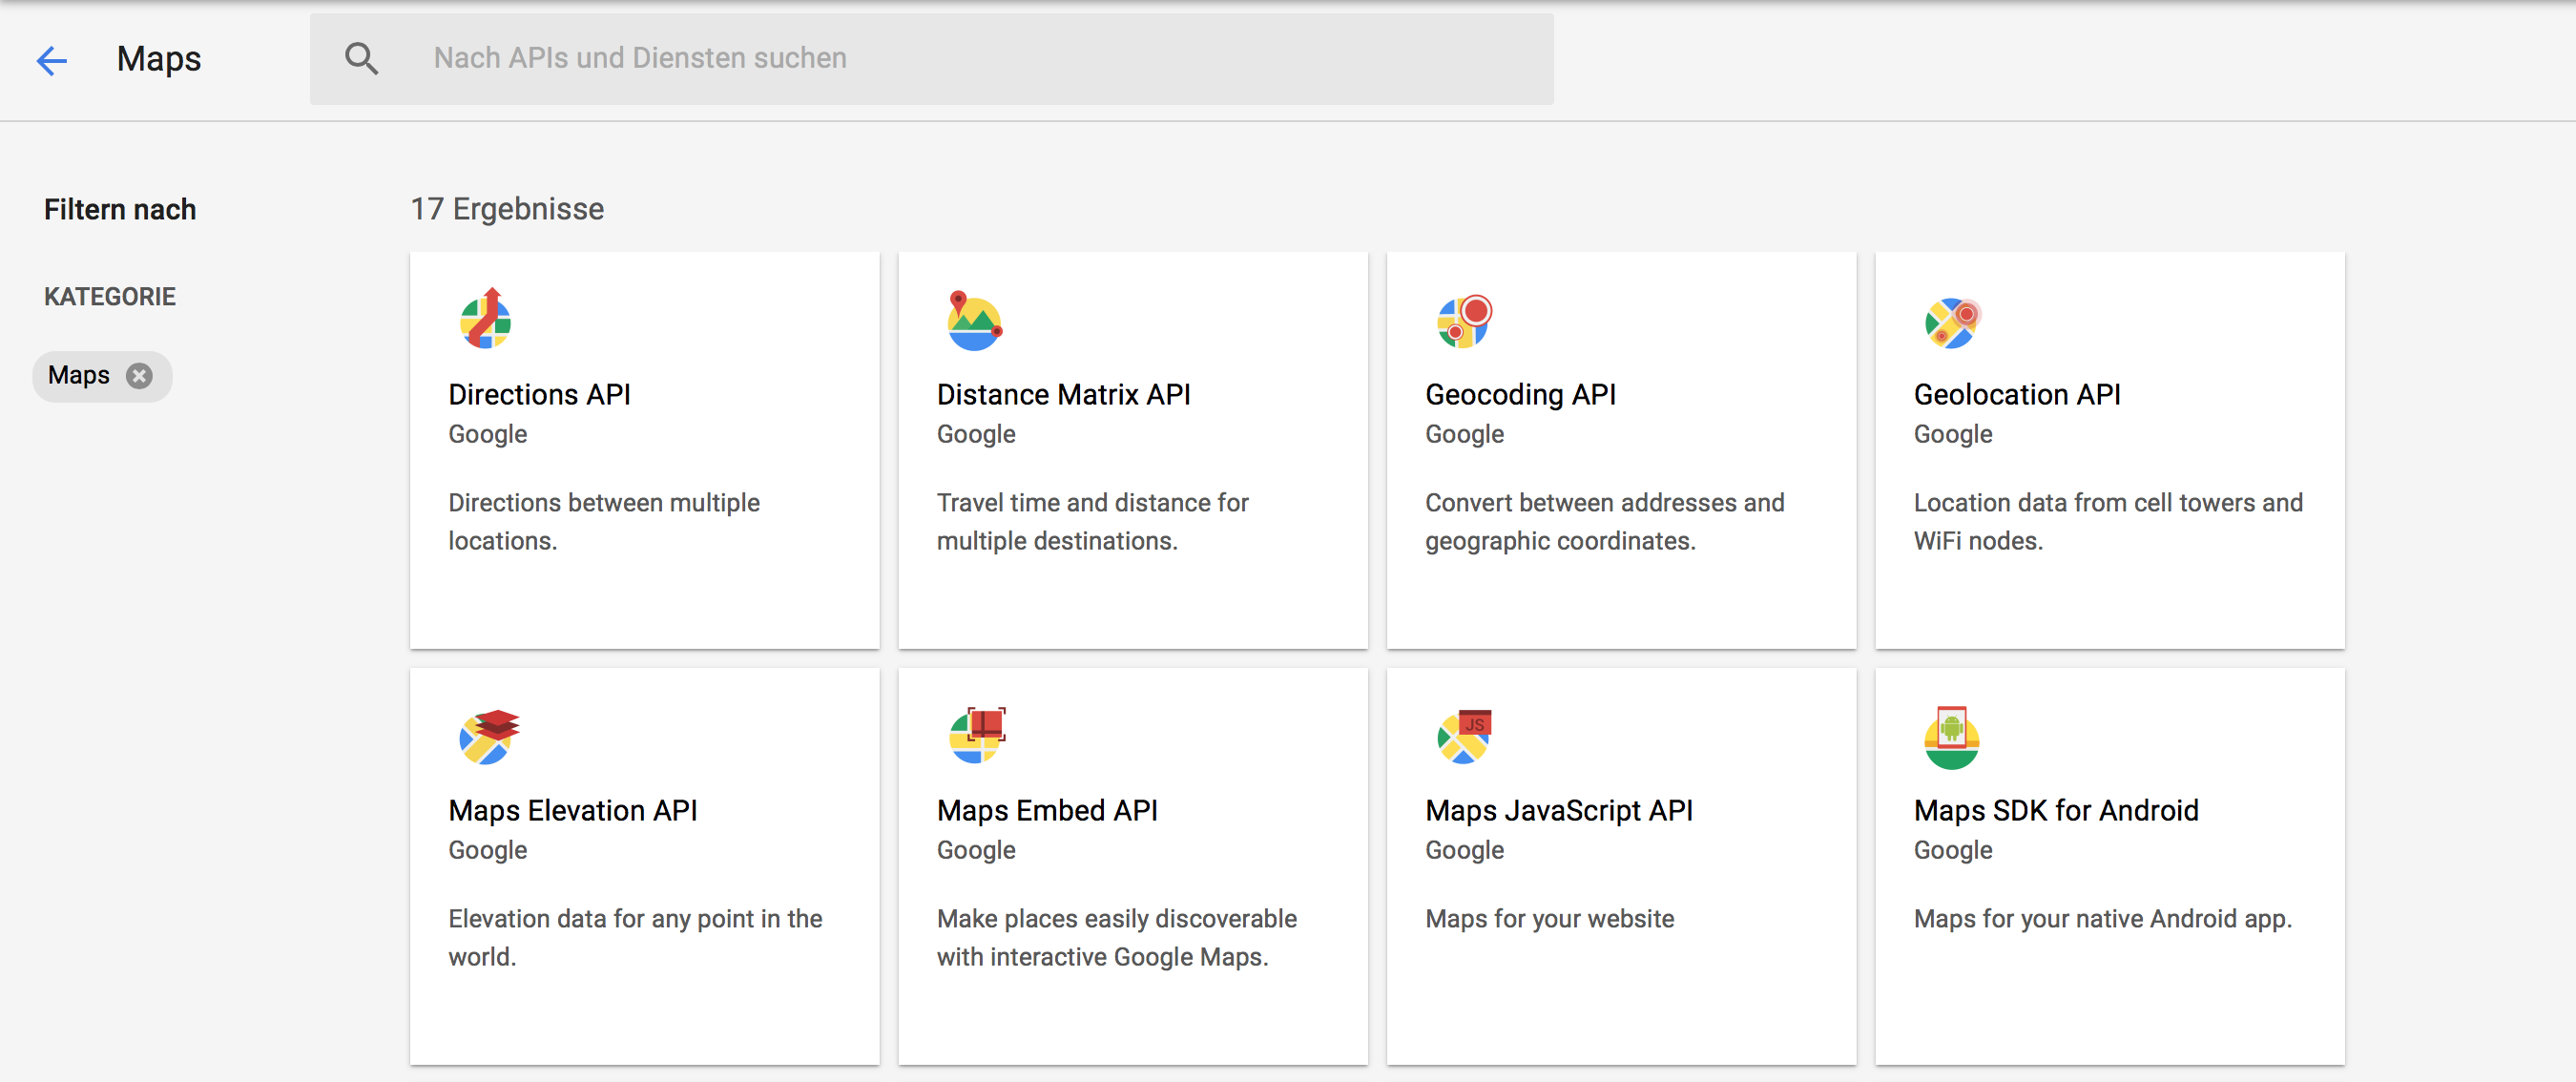 Maps
Nach APIs und Diensten suchen
Filtern nach
KATEGORIE
Maps
17 Ergebnisse
Directions API
Google
Directions between multiple
locations.
Distance Matrix API
Google
Travel time and distance for
multiple destinations.
Geocoding API
Google
Convert between addresses and
geographic coordinates.
Geolocation API
Google
Location data from cell towers and
WiFi nodes.
Maps Elevation API
Google
Elevation data for any point in the
world.
Maps Embed API
Google
Make places easily discoverable
with interactive Google Maps.
JS
Maps JavaScript API
Google
Maps for your website
Maps SDK for Android
Google
Maps for your native Android app.